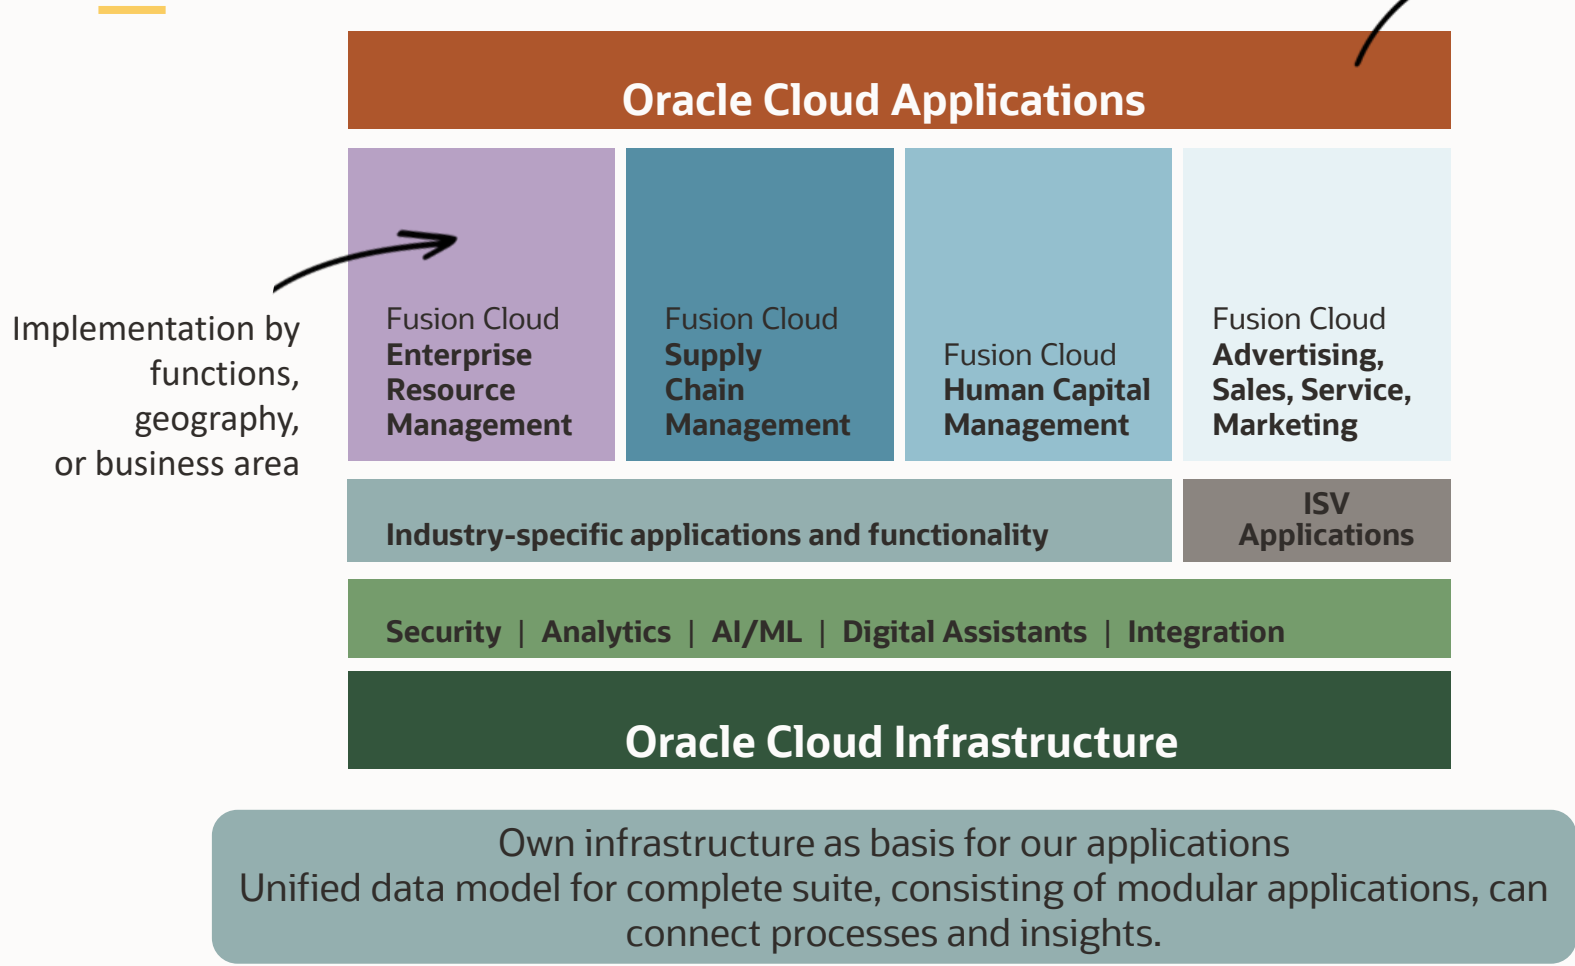 Oracle Cloud Applications
Implementation by
functions,
geography,
or business area
Fusion Cloud
Enterprise
Resource
Management
Fusion Cloud
Supply
Chain
Management
Fusion Cloud
Human Capital
Management
Fusion Cloud
Advertising,
Sales, Service,
Marketing
Industry-specific applications and functionality
ISV
Applications
Security | Analytics | AI/ML | Digital Assistants | Integration
Oracle Cloud Infrastructure
Own infrastructure as basis for our applications
Unified data model for complete suite, consisting of modular applications, can
connect processes and insights.